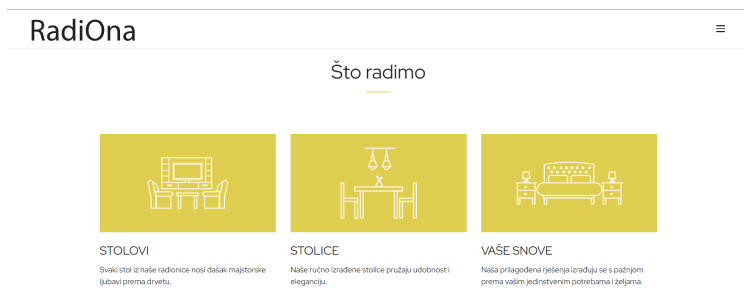 RadiOna
Što radimo
STOLOVI
Svaki stol iz naše radionice nosi dašak majstorske
ljubavi prema drvetu.
STOLICE
Naše ručno izrađene stolice pružaju udobnost i
eleganciju.
VAŠE SNOVE
Naša prilagođena rješenja izrađuju se s pažnjom
prema vašim jedinstvenim potrebama i željama.